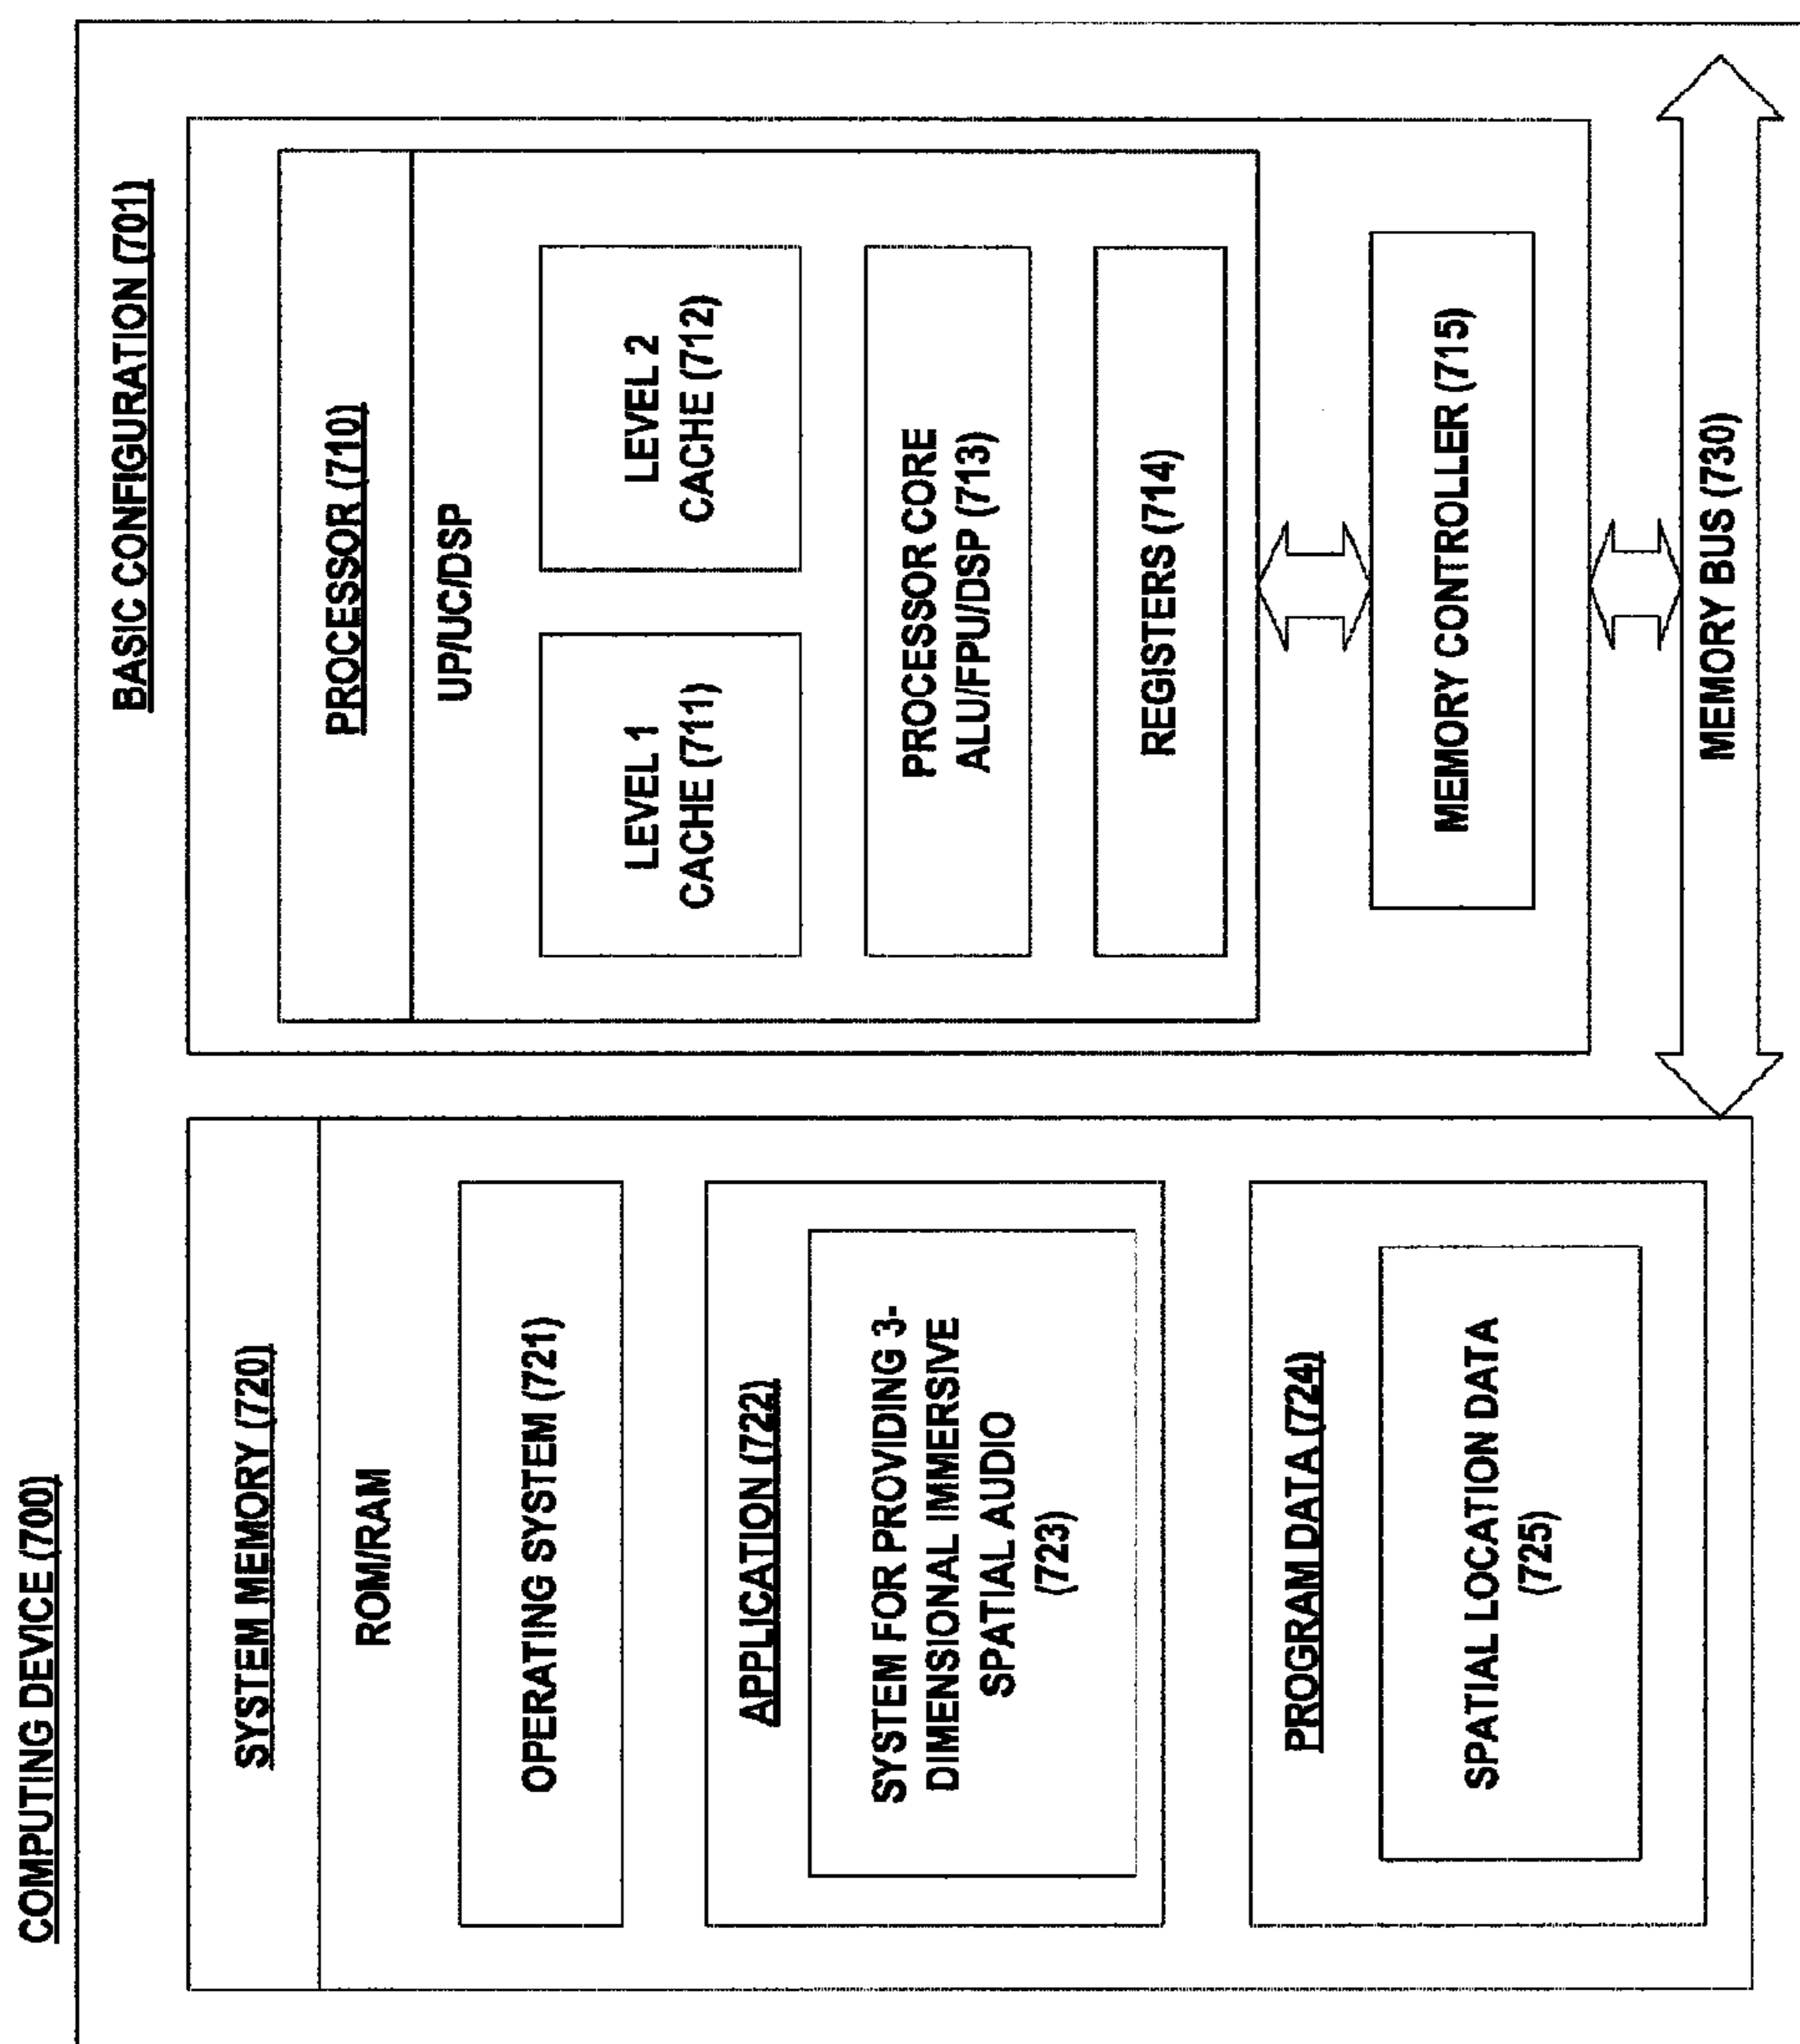 COMPUTING DEVICE (700)
SYSTEM MEMORY (720)
ROM/RAM
OPERATING SYSTEM (721)
APPLICATION (722)
SYSTEM FOR PROVIDING 3-
DIMENSIONAL IMMERSIVE
SPATIAL AUDIO
(723)
PROGRAM DATA (724)
SPATIAL LOCATION DATA
(725)
BASIC CONFIGURATION (701)
PROCESSOR (710)
UP/UC/DSP
LEVEL 1
CACHE (711)
LEVEL 2
CACHE (712)
PROCESSOR CORE
ALU/FPU/DSP (713)
REGISTERS (714)
MEMORY CONTROLLER (715)
MEMORY BUS (730)